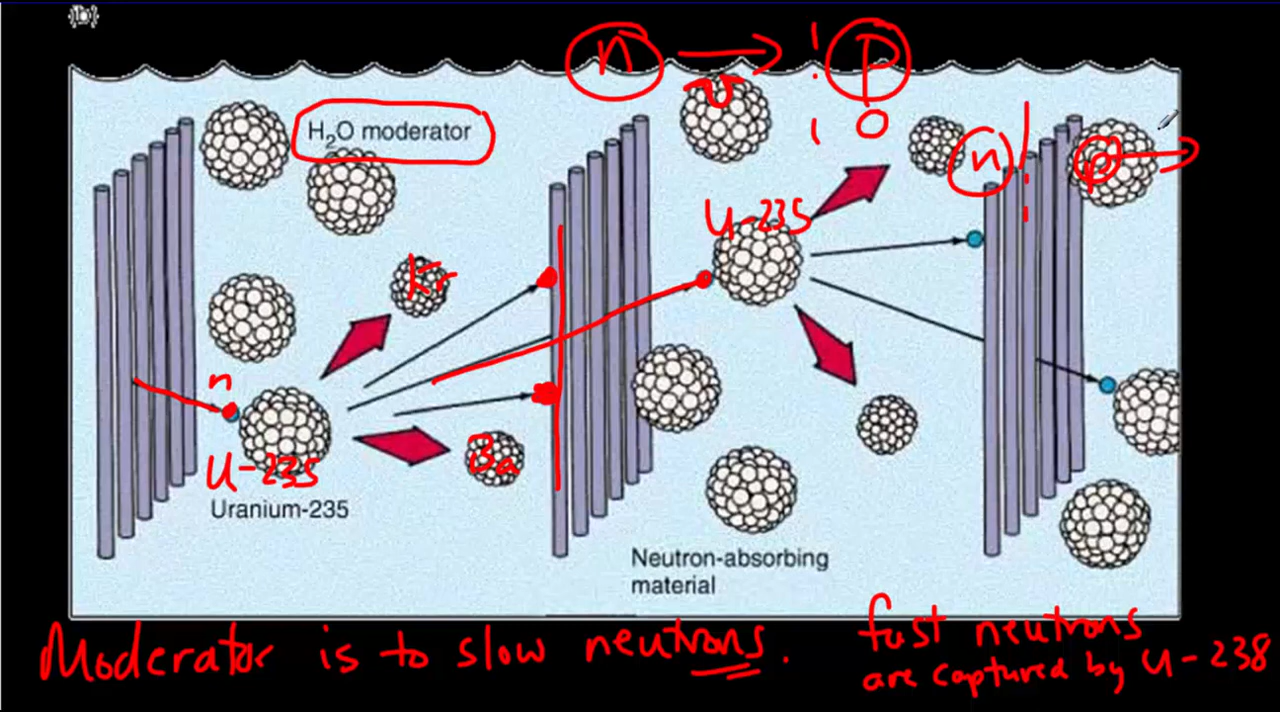 n → p
v o
H₂O moderator
n p
U-235
Kr
n
Ba
U-235
Uranium-235
Neutron-absorbing
material
Moderator is to slow neutrons.
fast neutrons
are captured by U-238